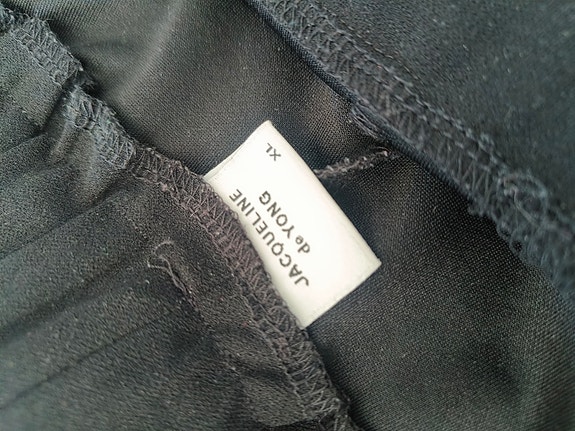 JACQUELINE
de YONG
XL